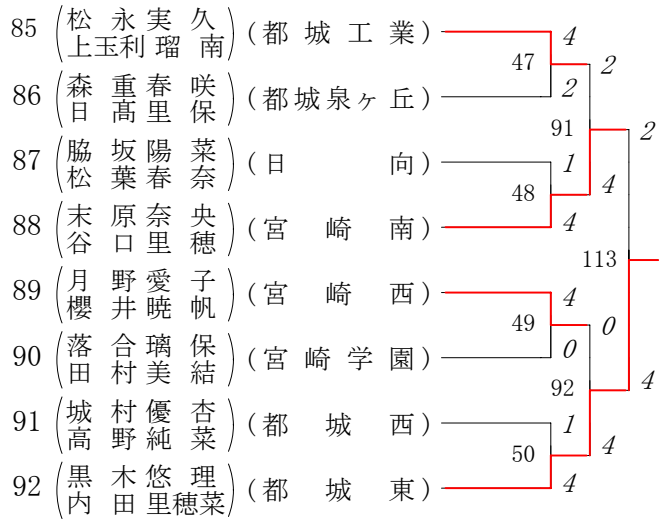 85 松 永 実 久 上玉利 瑠 南 (都 城 工 業) 4
47 2
86 森 重 春 咲 日 髙 里 保 (都城泉ヶ丘) 2
91 2
87 脇 坂 陽 菜 松 葉 春 奈 (日 向) 1
48 4
88 末 原 奈 央 谷 口 里 穂 (宮 崎 南) 4
113
89 月 野 愛 子 櫻 井 暁 帆 (宮 崎 西) 4
49 0
90 落 合 璃 保 田 村 美 結 (宮 崎 学 園) 0
92 4
91 城 村 優 杏 高 野 純 菜 (都 城 西) 1
50 4
92 黒 木 悠 理 内 田 里穂菜 (都 城 東) 4